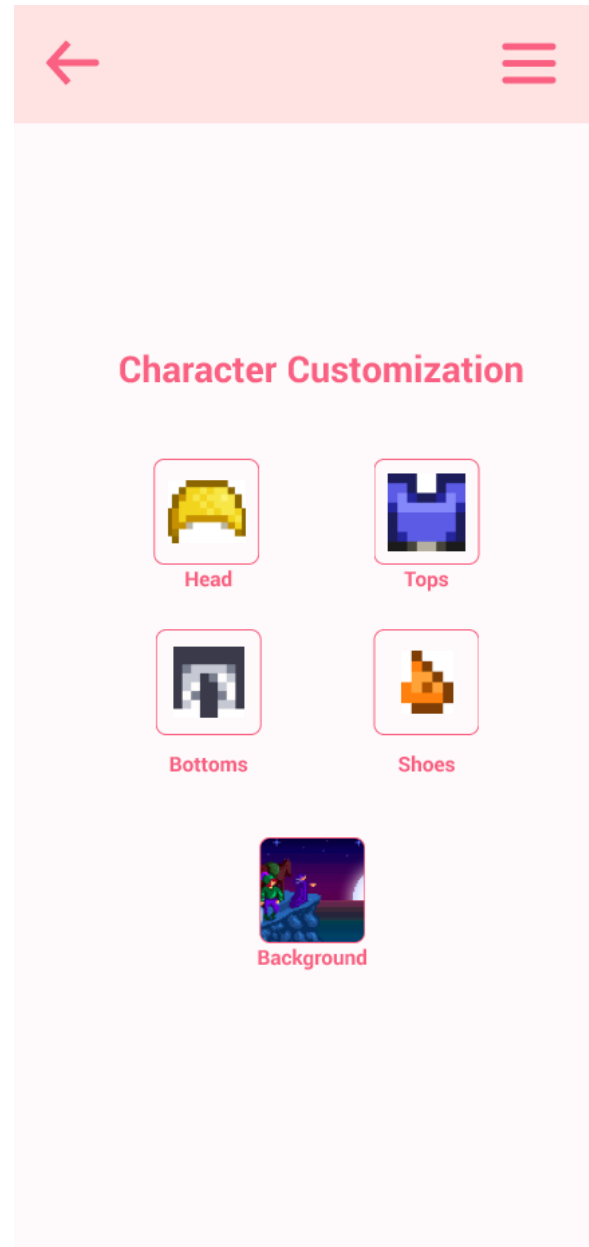 Character Customization
Head
Tops
Bottoms
Shoes
Background